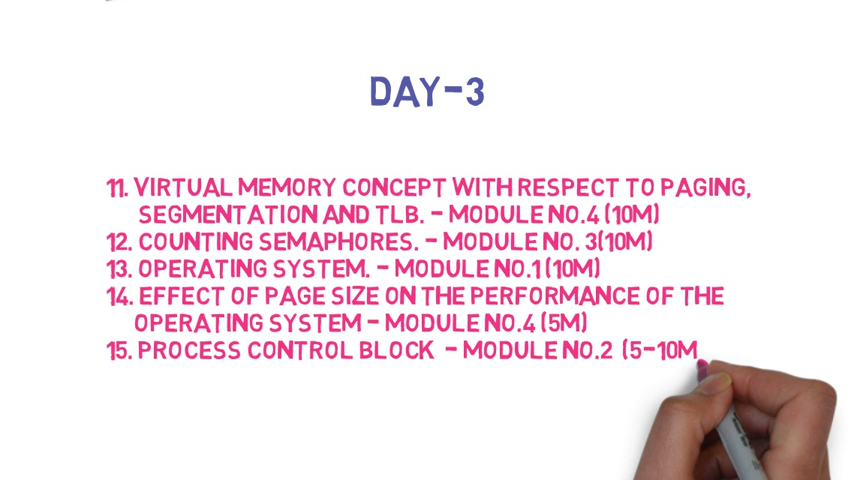 DAY-3
11. VIRTUAL MEMORY CONCEPT WITH RESPECT TO PAGING,
SEGMENTATION AND TLB. - MODULE NO.4 (10M)
12. COUNTING SEMAPHORES. - MODULE NO. 3(10M)
13. OPERATING SYSTEM. - MODULE NO.1 (10M)
14. EFFECT OF PAGE SIZE ON THE PERFORMANCE OF THE
OPERATING SYSTEM - MODULE NO.4 (5M)
15. PROCESS CONTROL BLOCK - MODULE NO.2 (5-10M